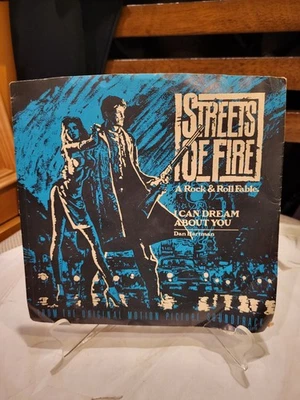 STREETS
OF FIRE
A Rock & Roll Fable.
I CAN DREAM
ABOUT YOU
Dan Hartman
FROM THE ORIGINAL MOTION PICTURE SOUNDTRACK